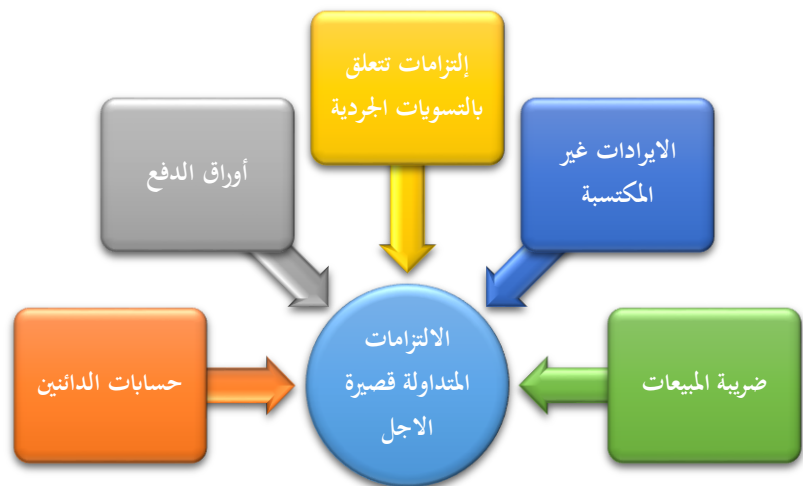 إلتزامات تتعلق
بالتسويات الجردية
الايرادات غير
المكتسبة
أوراق الدفع
ضريبة المبيعات
الالتزامات
المتداولة قصيرة
الاجل
حسابات الدائنين